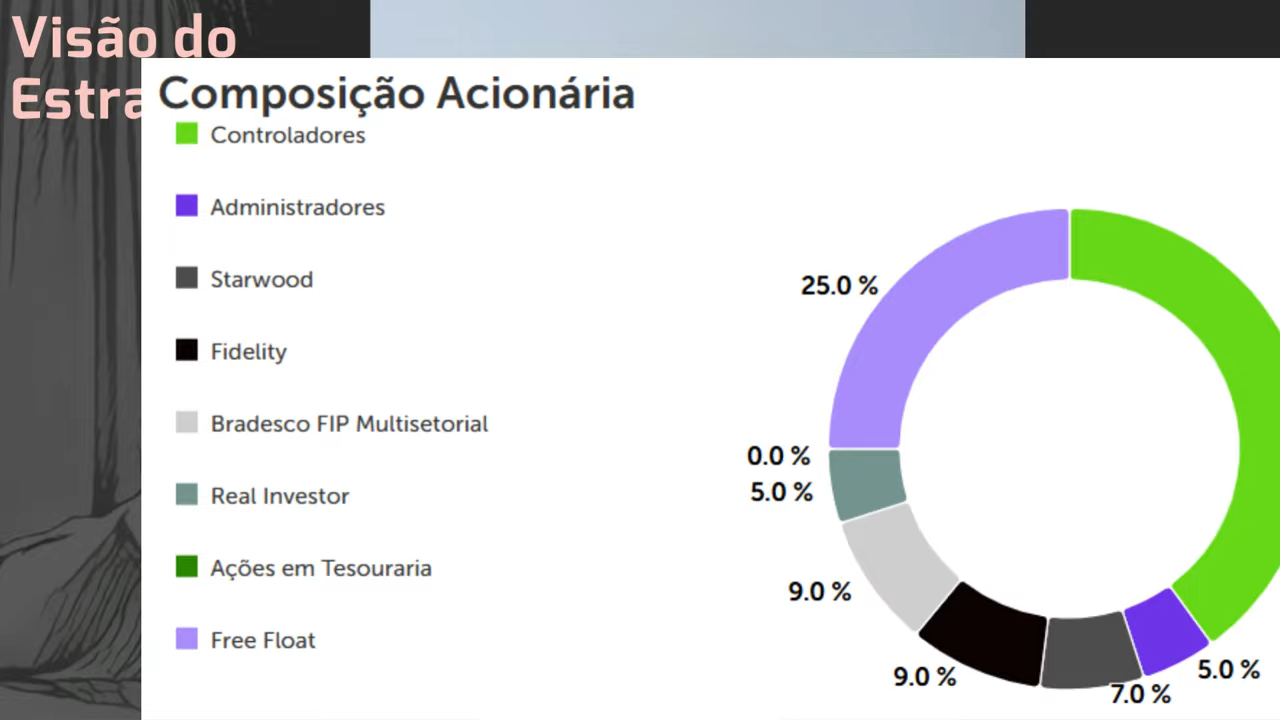 Visão do
Estra
Composição Acionária
Controladores
Administradores
Starwood
Fidelity
Bradesco FIP Multisetorial
Real Investor
Ações em Tesouraria
Free Float
25.0 %
0.0 %
5.0 %
9.0 %
9.0 %
7.0 %
5.0 %